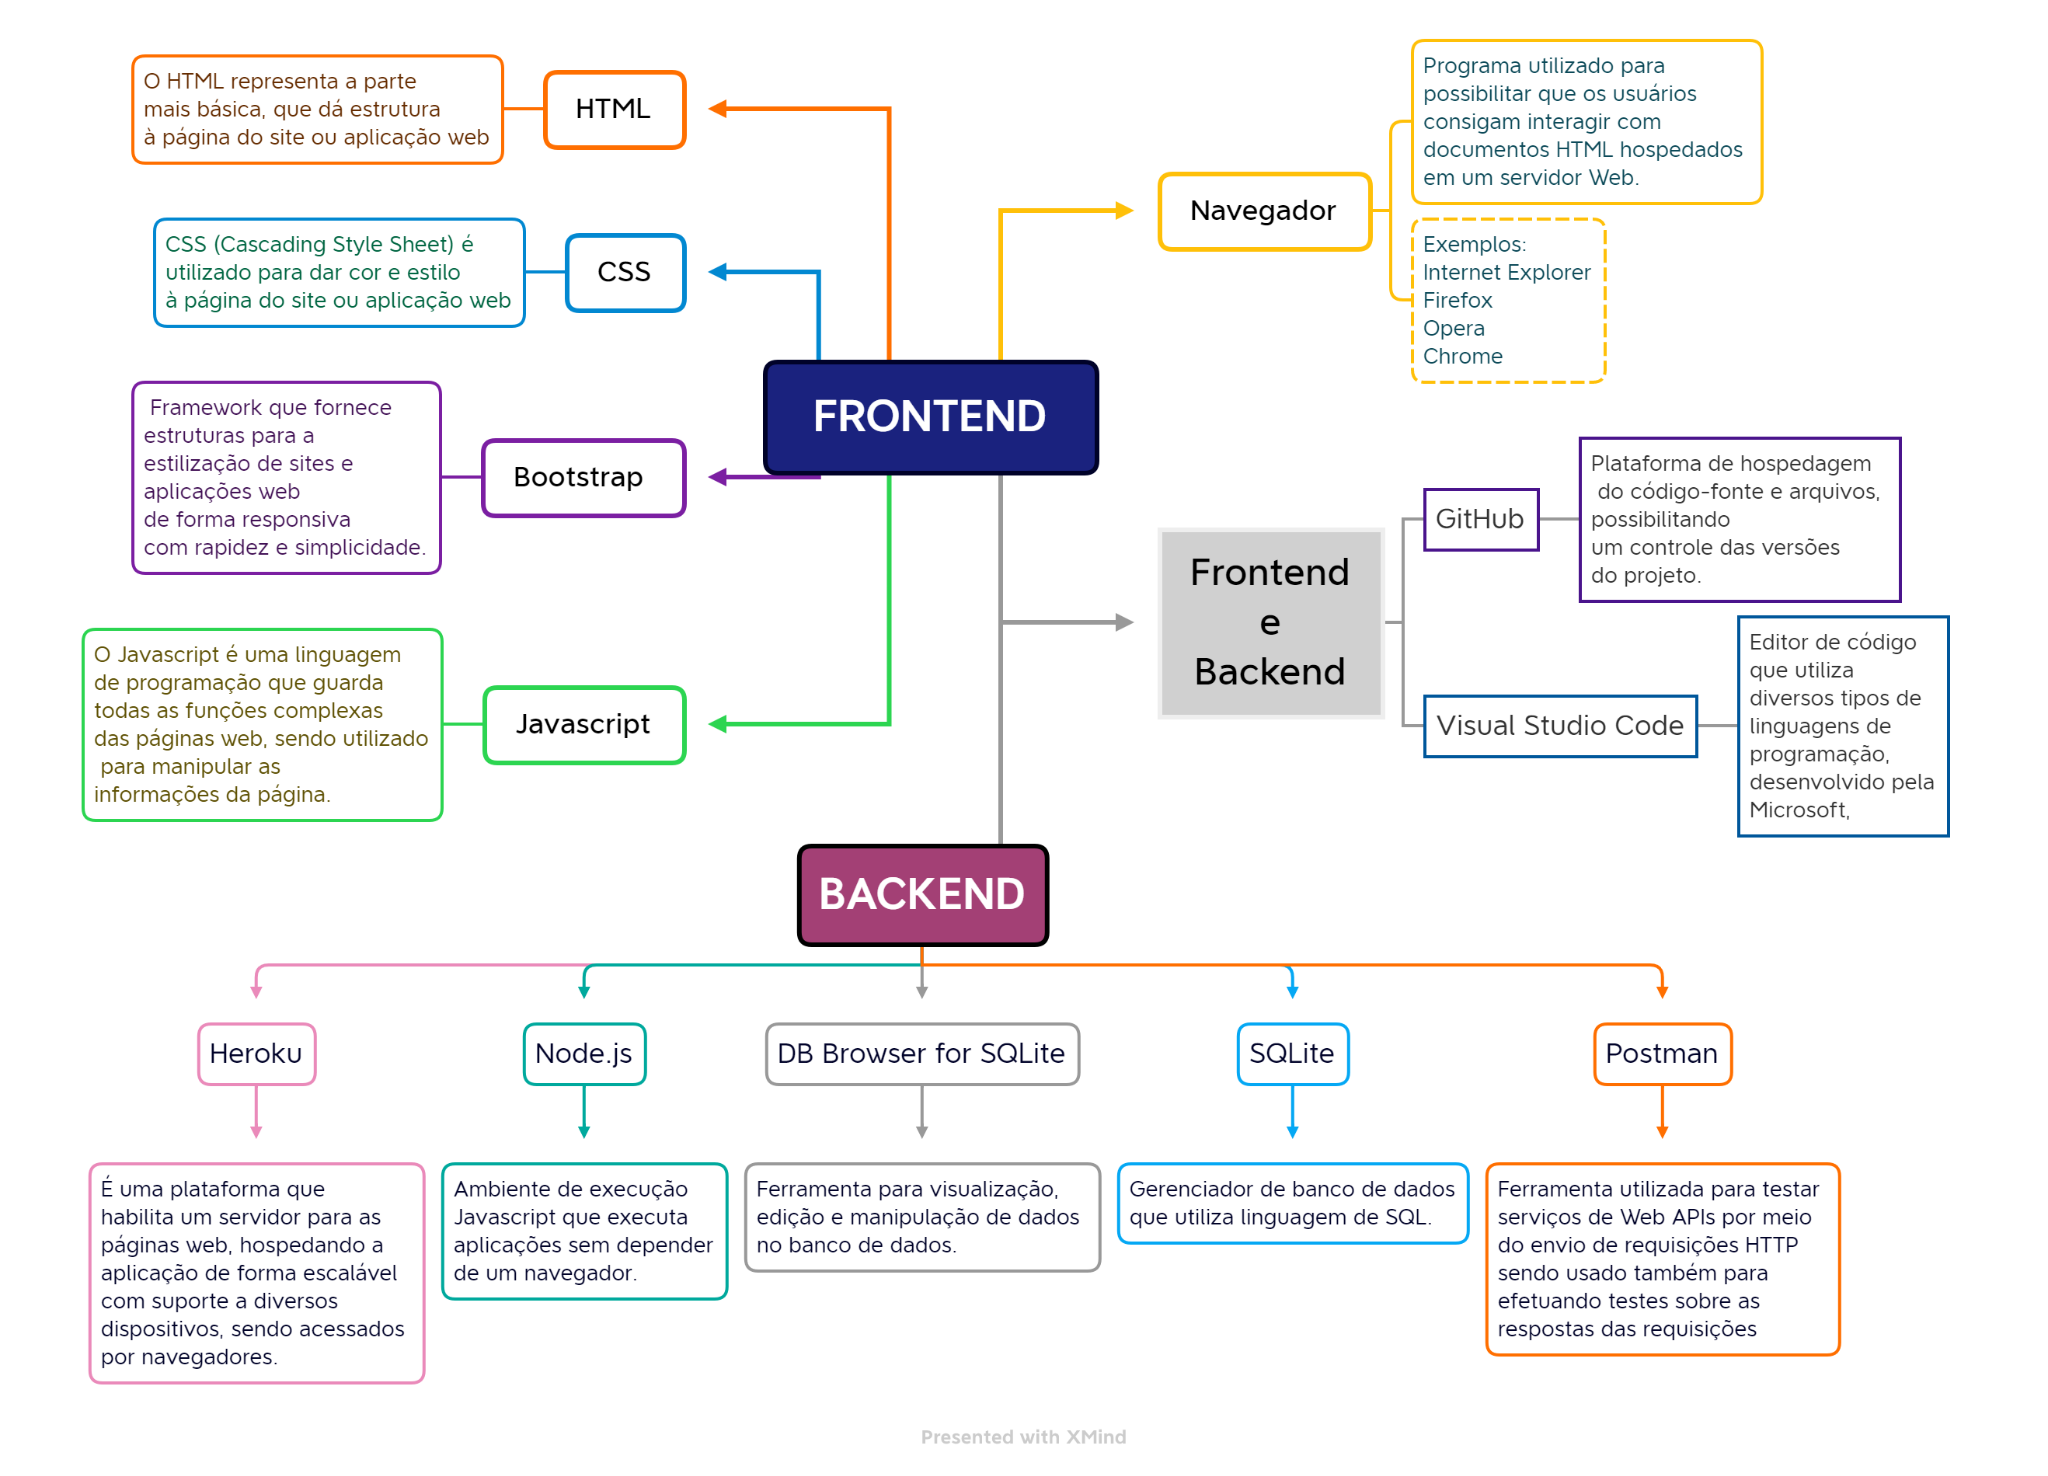 O HTML representa a parte
mais básica, que dá estrutura
à página do site ou aplicação web
HTML
CSS (Cascading Style Sheet) é
utilizado para dar cor e estilo
à página do site ou aplicação web
CSS
Framework que fornece
estruturas para a
estilização de sites e
aplicações web
de forma responsiva
com rapidez e simplicidade.
Bootstrap
O Javascript é uma linguagem
de programação que guarda
todas as funções complexas
das páginas web, sendo utilizado
para manipular as
informações da página.
Javascript
FRONTEND
Navegador
Programa utilizado para
possibilitar que os usuários
consigam interagir com
documentos HTML hospedados
em um servidor Web.
Exemplos:
Internet Explorer
Firefox
Opera
Chrome
Frontend
e
Backend
GitHub
Plataforma de hospedagem
do código-fonte e arquivos,
possibilitando
um controle das versões
do projeto.
Visual Studio Code
Editor de código
que utiliza
diversos tipos de
linguagens de
programação,
desenvolvido pela
Microsoft,
BACKEND
Heroku
Node.js
DB Browser for SQLite
SQLite
Postman
É uma plataforma que
habilita um servidor para as
páginas web, hospedando a
aplicação de forma escalável
com suporte a diversos
dispositivos, sendo acessados
por navegadores.
Ambiente de execução
Javascript que executa
aplicações sem depender
de um navegador.
Ferramenta para visualização,
edição e manipulação de dados
no banco de dados.
Gerenciador de banco de dados
que utiliza linguagem de SQL.
Ferramenta utilizada para testar
serviços de Web APIs por meio
do envio de requisições HTTP
sendo usado também para
efetuando testes sobre as
respostas das requisições
Presented with XMind